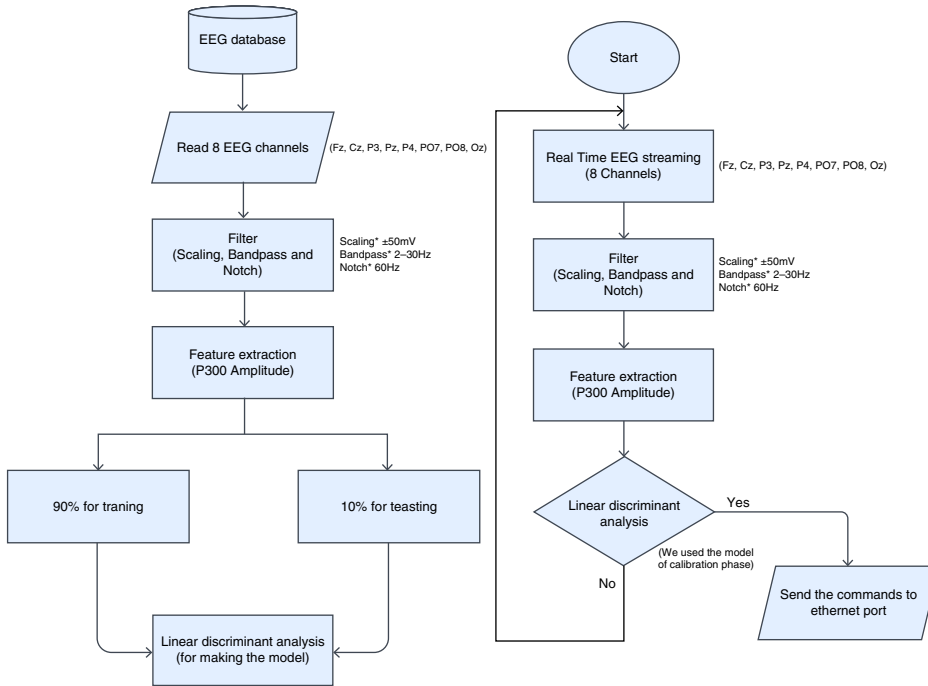 EEG database
Read 8 EEG channels
(Fz, Cz, P3, Pz, P4, PO7, PO8, Oz)
Filter
(Scaling, Bandpass and
Notch)
Scaling* ±50mV
Bandpass* 2–30Hz
Notch* 60Hz
Feature extraction
(P300 Amplitude)
90% for traning
10% for teasting
Linear discriminant analysis
(for making the model)
Start
Real Time EEG streaming
(8 Channels)
(Fz, Cz, P3, Pz, P4, PO7, PO8, Oz)
Filter
(Scaling, Bandpass and
Notch)
Scaling* ±50mV
Bandpass* 2–30Hz
Notch* 60Hz
Feature extraction
(P300 Amplitude)
Linear discriminant
analysis
Yes
(We used the model
of calibration phase)
No
Send the commands to
ethernet port